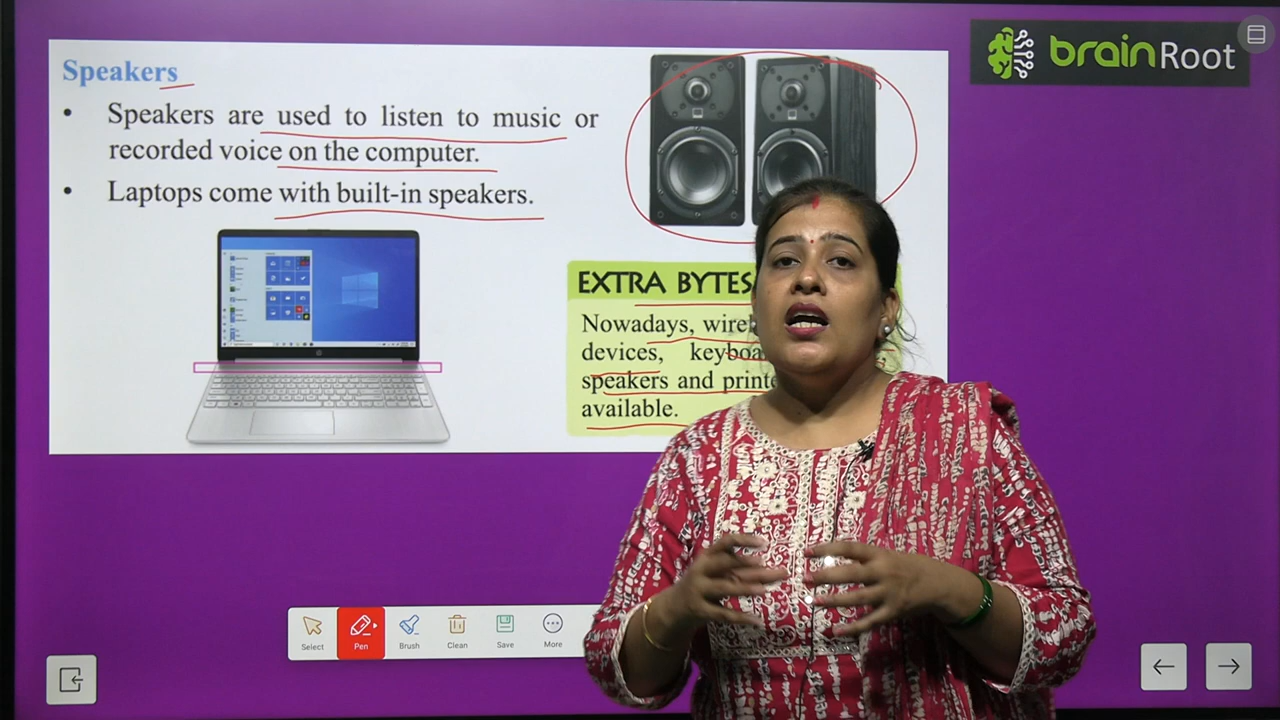 Speakers
• Speakers are used to listen to music or
recorded voice on the computer.
• Laptops come with built-in speakers.
EXTRA BYTES
Nowadays,
devices,
speakers and
available.
brainRoot
Select
Pen
Brush
Clean
Save
More